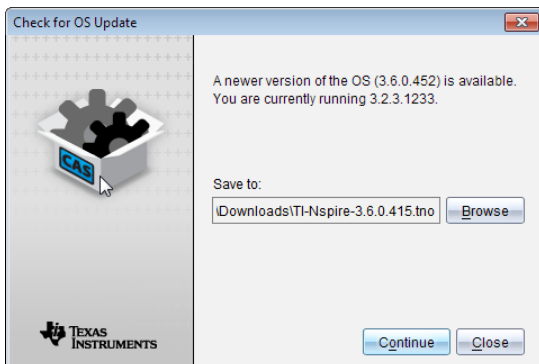 Check for OS Update
A newer version of the OS (3.6.0.452) is available.
You are currently running 3.2.3.1233.
CAS
Save to:
\Downloads\TI-Nspire-3.6.0.415.tno
Browse
TEXAS
INSTRUMENTS
Continue
Close